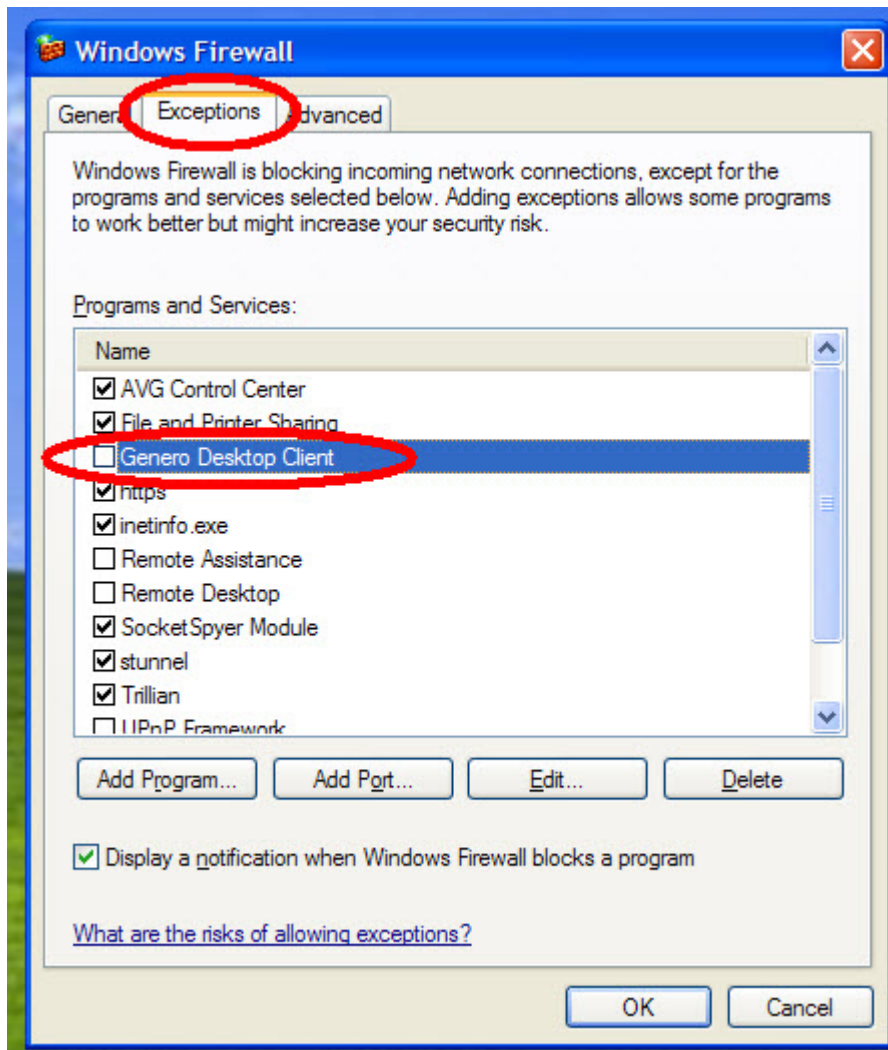 Windows Firewall
General Exceptions Advanced
Windows Firewall is blocking incoming network connections, except for the
programs and services selected below. Adding exceptions allows some programs
to work better but might increase your security risk.
Programs and Services:
Name
AVG Control Center
File and Printer Sharing
Genero Desktop Client
https
inetinfo.exe
Remote Assistance
Remote Desktop
SocketSpyer Module
stunnel
Trillian
UPnP Framework
Add Program... Add Port... Edit... Delete
Display a notification when Windows Firewall blocks a program
What are the risks of allowing exceptions?
OK Cancel